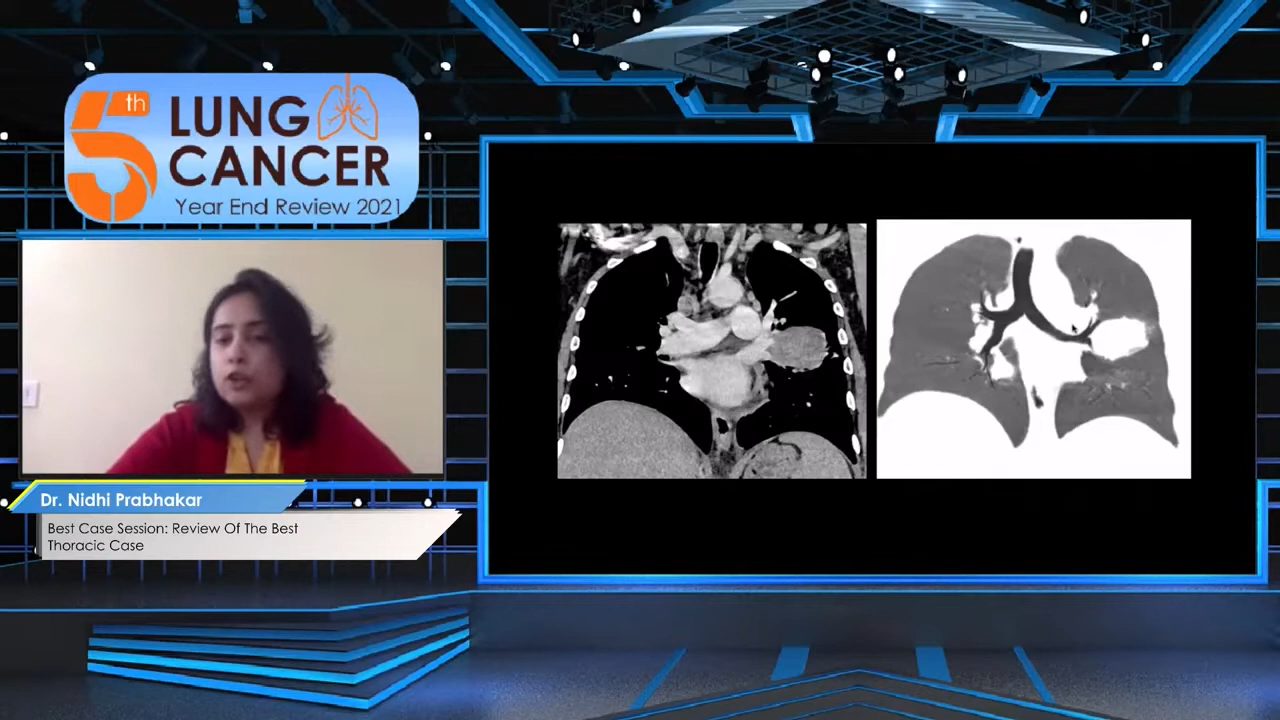 5th LUNG
CANCER
Year End Review 2021
Dr. Nidhi Prabhakar
Best Case Session: Review Of The Best
Thoracic Case